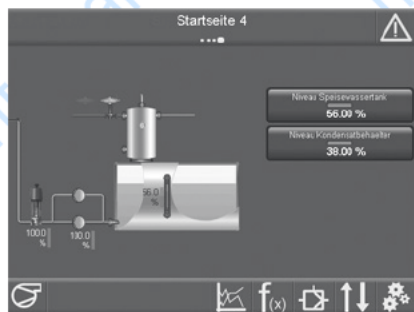 Startseite 4
Niveau Speisewassertank
56.00 %
Niveau Kondensatbehaelter
38.00 %
56.0
%
100.0
%
100.0
%
f(x)